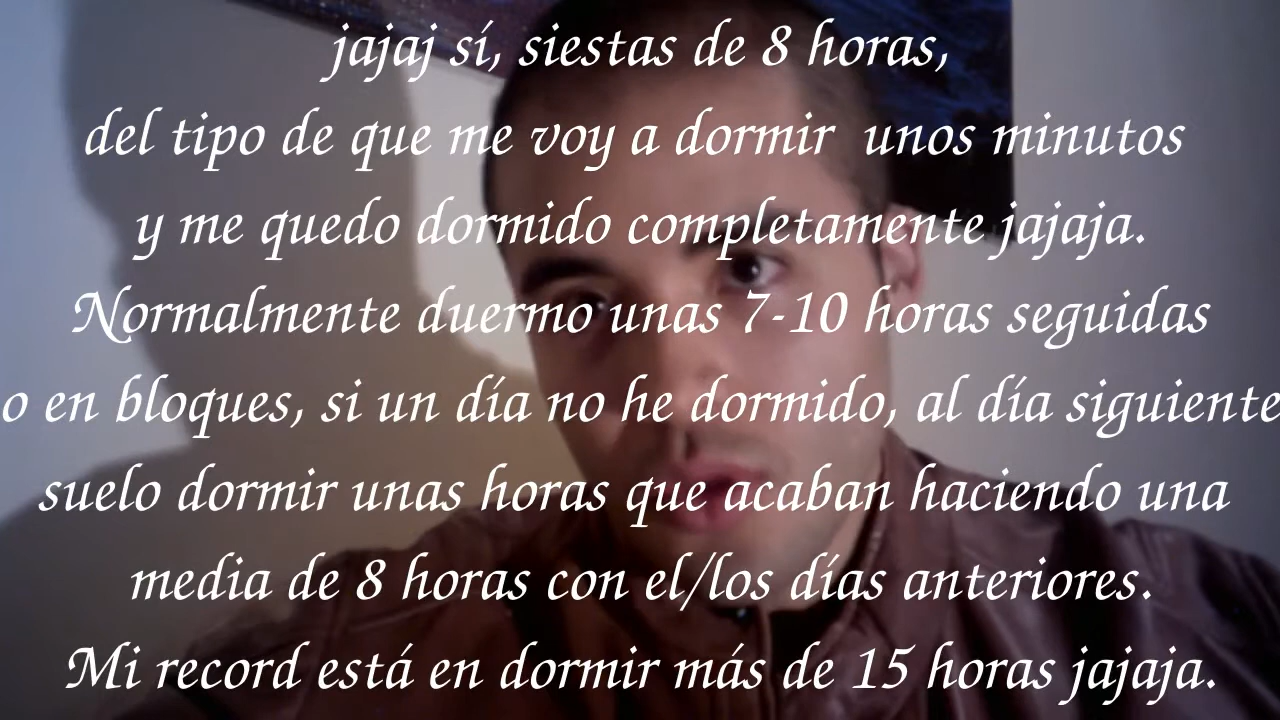 jajaj sí, siestas de 8 horas,
del tipo de que me voy a dormir unos minutos
y me quedo dormido completamente jajaja.
Normalmente duermo unas 7-10 horas seguidas
o en bloques, si un día no he dormido, al día siguiente
suelo dormir unas horas que acaban haciendo una
media de 8 horas con el/los días anteriores.
Mi record está en dormir más de 15 horas jajaja.